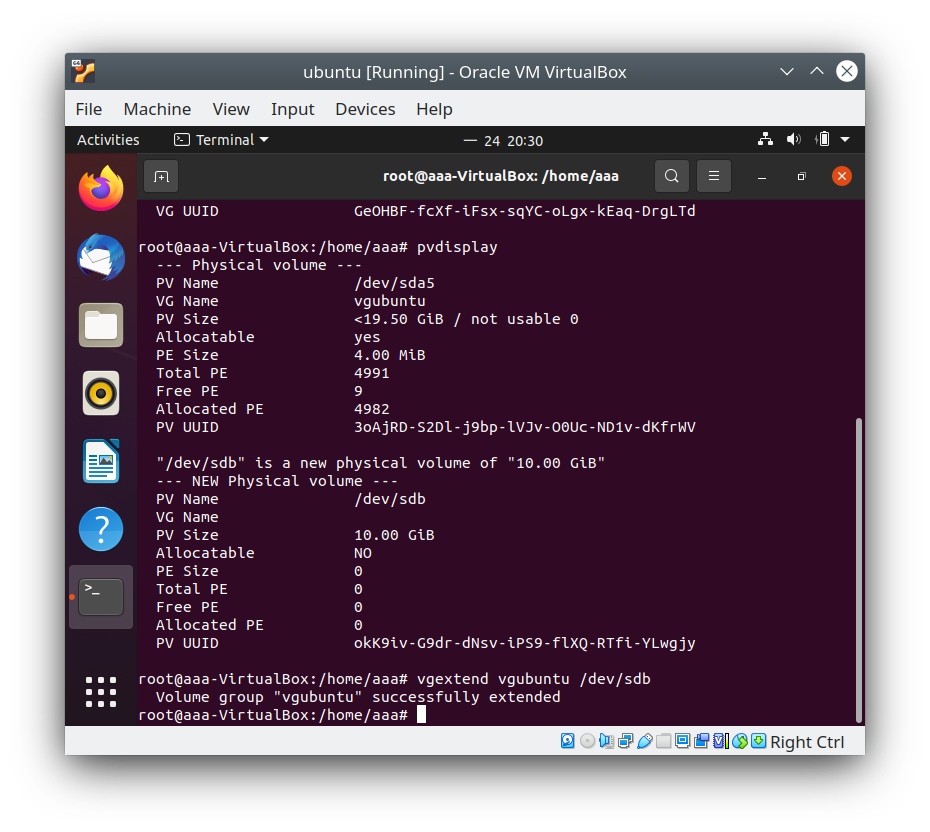 ubuntu [Running] - Oracle VM VirtualBox
File Machine View Input Devices Help
Activities Terminal — 24 20:30
root@aaa-VirtualBox: /home/aaa
VG UUID GeOHBF-fcXf-iFsx-sqYC-oLgx-kEaq-DrgLTd
root@aaa-VirtualBox:/home/aaa# pvdisplay
--- Physical volume ---
PV Name /dev/sda5
VG Name vgubuntu
PV Size <19.50 GiB / not usable 0
Allocatable yes
PE Size 4.00 MiB
Total PE 4991
Free PE 9
Allocated PE 4982
PV UUID 3oAjRD-S2Dl-j9bp-lVJv-O0Uc-ND1v-dKfrWV
"/dev/sdb" is a new physical volume of "10.00 GiB"
--- NEW Physical volume ---
PV Name /dev/sdb
VG Name
PV Size 10.00 GiB
Allocatable NO
PE Size 0
Total PE 0
Free PE 0
Allocated PE 0
PV UUID okK9iv-G9dr-dNsv-iPS9-flXQ-RTfi-YLwgjy
root@aaa-VirtualBox:/home/aaa# vgextend vgubuntu /dev/sdb
Volume group "vgubuntu" successfully extended
root@aaa-VirtualBox:/home/aaa#
Right Ctrl